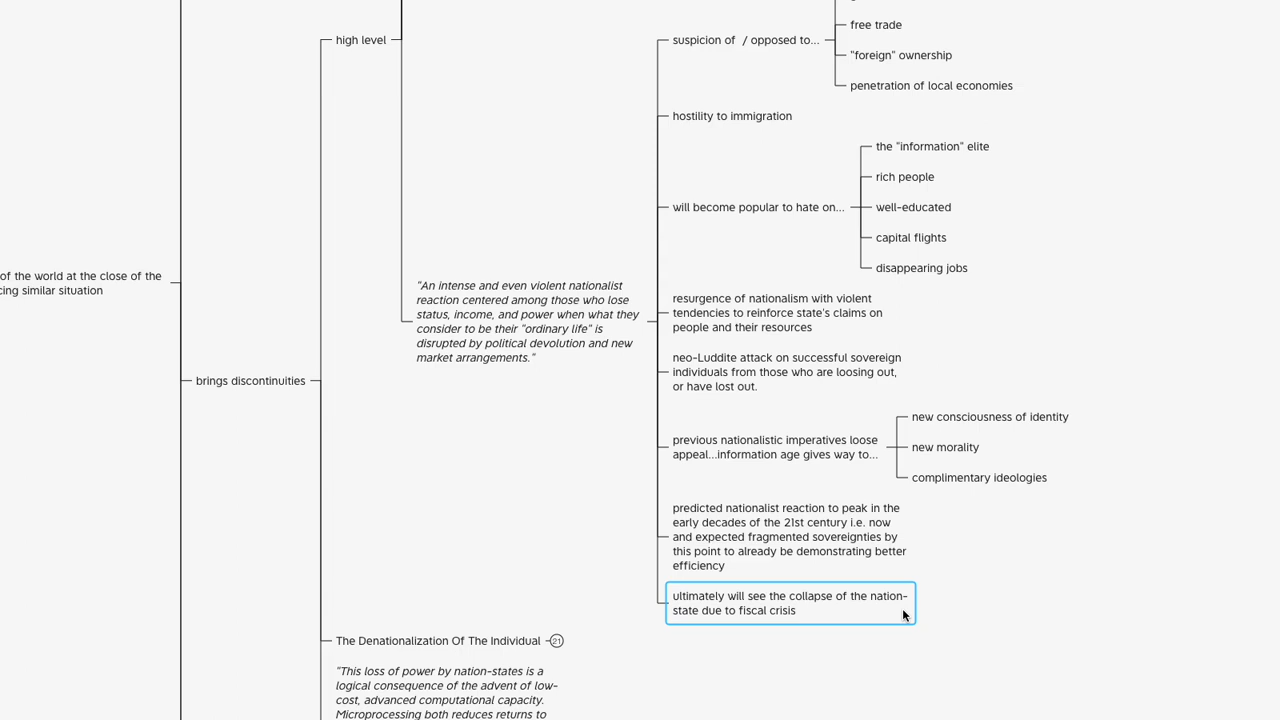 high level
suspicion of / opposed to...
free trade
"foreign" ownership
penetration of local economies
hostility to immigration
will become popular to hate on...
the "information" elite
rich people
well-educated
capital flights
disappearing jobs
of the world at the close of the
cing similar situation
brings discontinuities
"An intense and even violent nationalist
reaction centered among those who lose
status, income, and power when what they
consider to be their "ordinary life" is
disrupted by political devolution and new
market arrangements."
resurgence of nationalism with violent
tendencies to reinforce state's claims on
people and their resources
neo-Luddite attack on successful sovereign
individuals from those who are loosing out,
or have lost out.
previous nationalistic imperatives loose
appeal...information age gives way to...
new consciousness of identity
new morality
complimentary ideologies
predicted nationalist reaction to peak in the
early decades of the 21st century i.e. now
and expected fragmented sovereignties by
this point to already be demonstrating better
efficiency
ultimately will see the collapse of the nation-
state due to fiscal crisis
The Denationalization Of The Individual 21
"This loss of power by nation-states is a
logical consequence of the advent of low-
cost, advanced computational capacity.
Microprocessing both reduces returns to